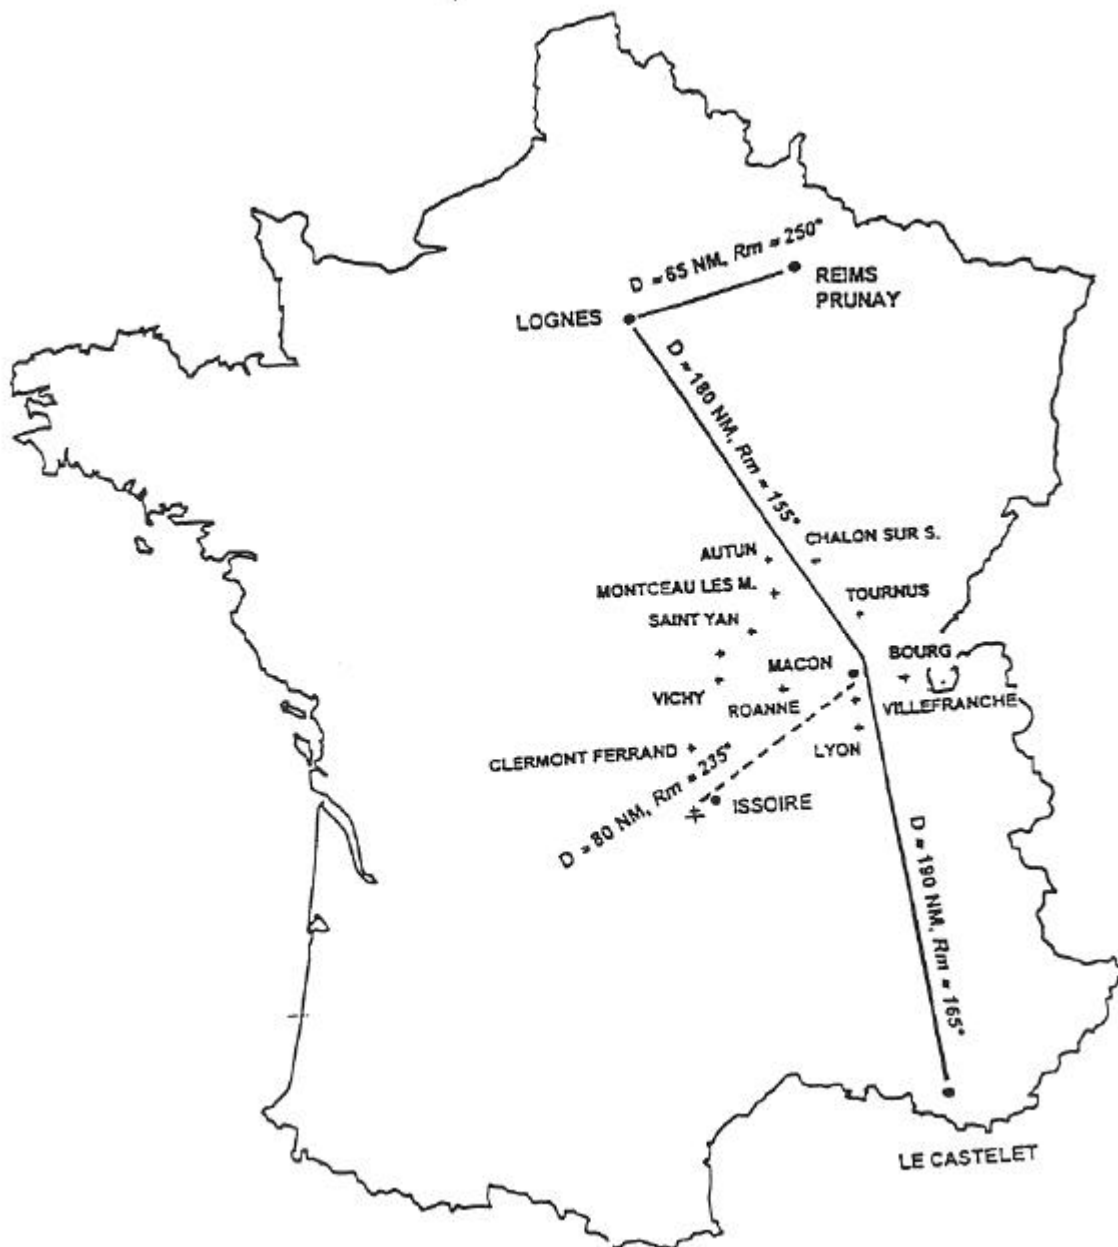 D = 65 NM, Rm = 250°
REIMS
PRUNAY
LOGNES
D = 180 NM, Rm = 155°
CHALON SUR S.
AUTUN
MONTCEAU LES M.
TOURNUS
SAINT YAN
BOURG
MACON
VICHY
ROANNE
VILLEFRANCHE
LYON
CLERMONT FERRAND
D = 80 NM, Rm = 235°
ISSOIRE
D = 190 NM, Rm = 165°
LE CASTELET